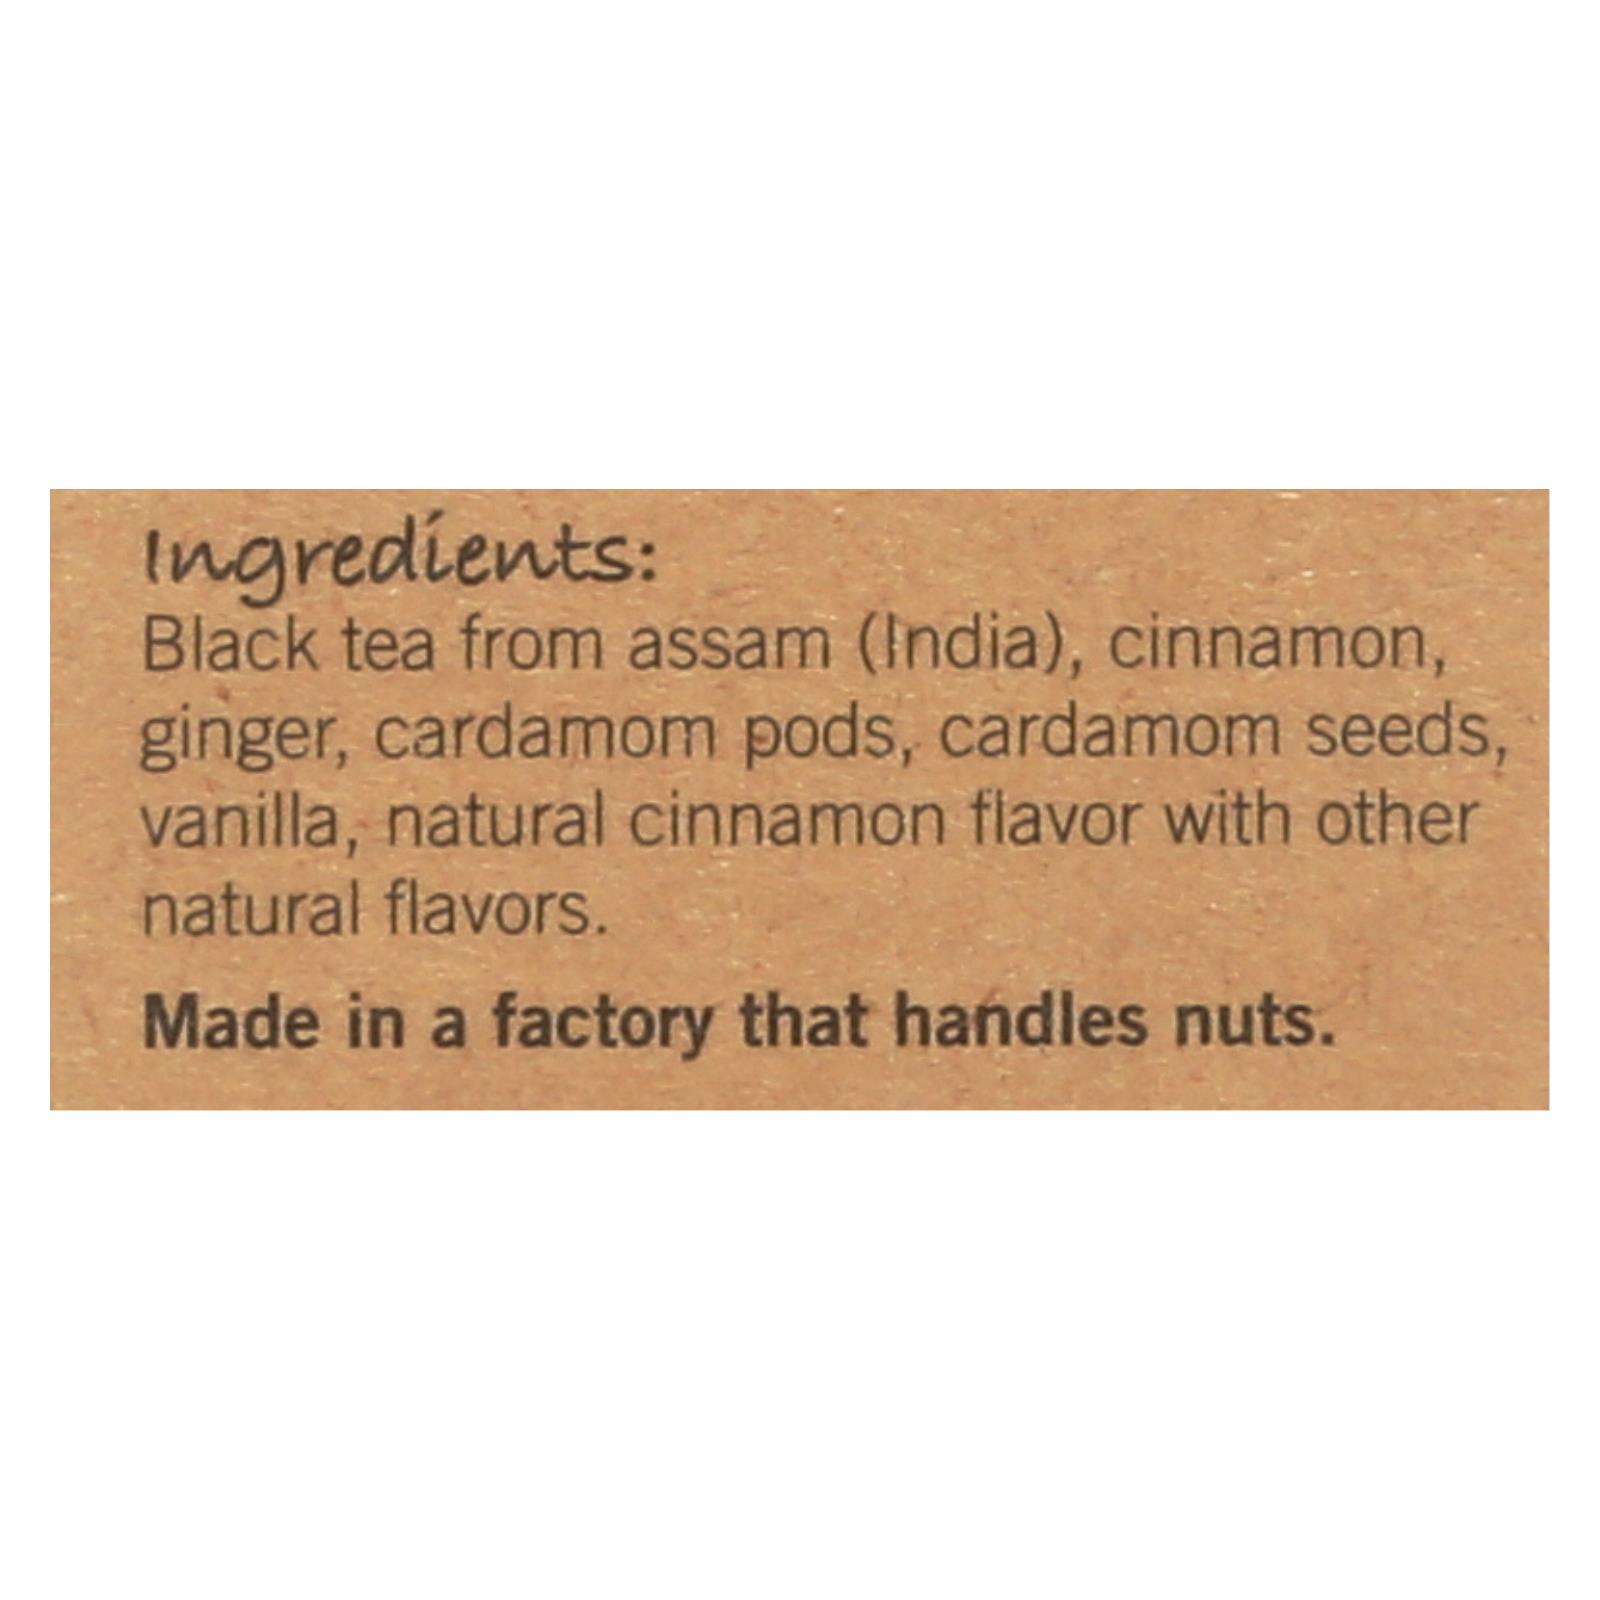 Ingredients:
Black tea from assam (India), cinnamon,
ginger, cardamom pods, cardamom seeds,
vanilla, natural cinnamon flavor with other
natural flavors.
Made in a factory that handles nuts.